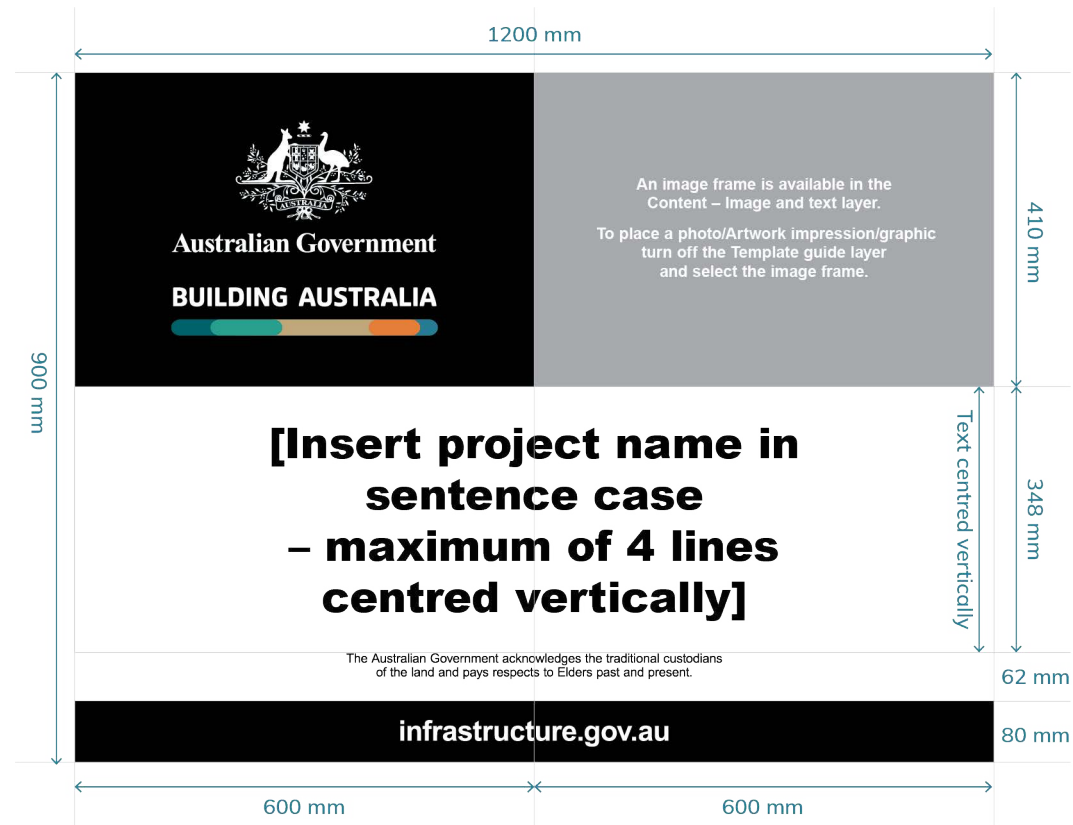 1200 mm
AUSTRALIA
Australian Government
BUILDING AUSTRALIA
An image frame is available in the
Content – Image and text layer.
To place a photo/Artwork impression/graphic
turn off the Template guide layer
and select the image frame.
410 mm
900 mm
[Insert project name in
sentence case
– maximum of 4 lines
centred vertically]
Text centred vertically
348 mm
The Australian Government acknowledges the traditional custodians
of the land and pays respects to Elders past and present.
62 mm
infrastructure.gov.au
80 mm
600 mm
600 mm